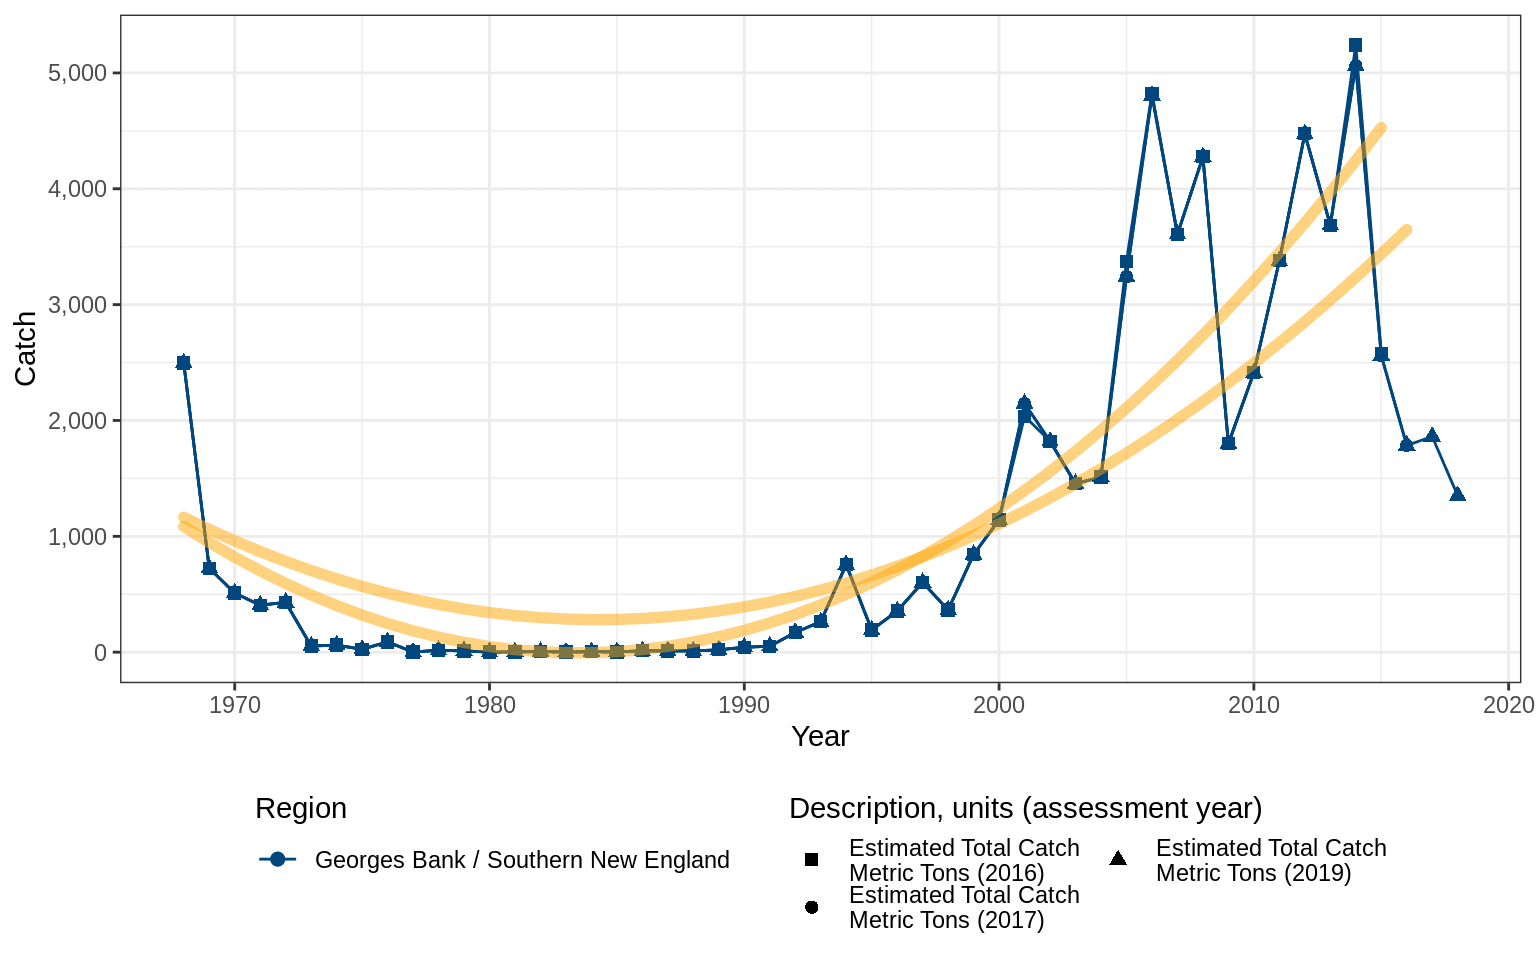 5,000
4,000
3,000
2,000
1,000
0
Catch
1970 1980 1990 2000 2010 2020
Year
Region
Georges Bank / Southern New England
Description, units (assessment year)
Estimated Total Catch
Metric Tons (2016)
Estimated Total Catch
Metric Tons (2017)
Estimated Total Catch
Metric Tons (2019)